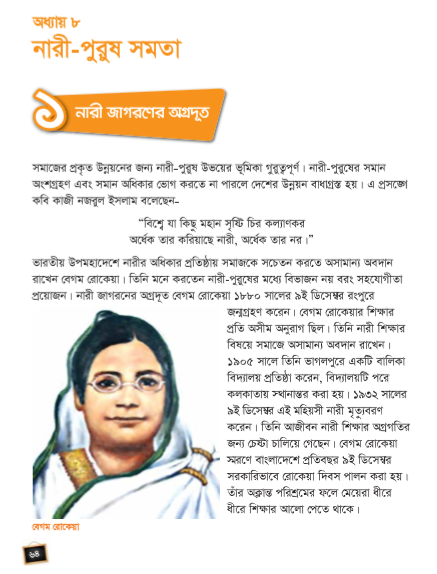 অধ্যায় ৮
নারী-পুরুষ সমতা
১ নারী জাগরণের অগ্রদূত
সমাজের প্রকৃত উন্নয়নের জন্য নারী-পুরুষ উভয়ের ভূমিকা গুরুত্বপূর্ণ। নারী-পুরুষের সমান
অংশগ্রহণ এবং সমান অধিকার ভোগ করতে না পারলে দেশের উন্নয়ন বাধাগ্রস্ত হয়। এ প্রসঙ্গে
কবি কাজী নজরুল ইসলাম বলেছেন-
“বিশ্বে যা কিছু মহান সৃষ্টি চির কল্যাণকর
অর্ধেক তার করিয়াছে নারী, অর্ধেক তার নর।”
ভারতীয় উপমহাদেশে নারীর অধিকার প্রতিষ্ঠায় সমাজকে সচেতন করতে অসামান্য অবদান
রাখেন বেগম রোকেয়া। তিনি মনে করতেন নারী-পুরুষের মধ্যে বিভাজন নয় বরং সহযোগীতা
প্রয়োজন। নারী জাগরনের অগ্রদূত বেগম রোকেয়া ১৮৮০ সালের ৯ই ডিসেম্বর রংপুরে
জন্মগ্রহণ করেন। বেগম রোকেয়ার শিক্ষার
প্রতি অসীম অনুরাগ ছিল। তিনি নারী শিক্ষার
বিষয়ে সমাজে অসামান্য অবদান রাখেন।
১৯০৫ সালে তিনি ভাগলপুরে একটি বালিকা
বিদ্যালয় প্রতিষ্ঠা করেন, বিদ্যালয়টি পরে
কলকাতায় স্থানান্তর করা হয়। ১৯৩২ সালের
৯ই ডিসেম্বর এই মহিয়সী নারী মৃত্যুবরণ
করেন। তিনি আজীবন নারী শিক্ষার অগ্রগতির
জন্য চেষ্টা চালিয়ে গেছেন। বেগম রোকেয়া
স্মরণে বাংলাদেশে প্রতিবছর ৯ই ডিসেম্বর
সরকারিভাবে রোকেয়া দিবস পালন করা হয়।
তাঁর অক্লান্ত পরিশ্রমের ফলে মেয়েরা ধীরে
ধীরে শিক্ষার আলো পেতে থাকে।
বেগম রোকেয়া
৬৪